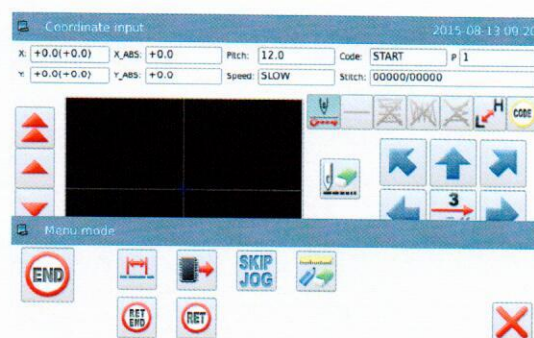 Coordinate input 2015-08-13 09:20
X: +0.0(+0.0) X_ABS: +0.0 Pitch: 12.0 Code: START P 1
Y: +0.0(+0.0) Y_ABS: +0.0 Speed: SLOW Stitch: 00000/00000
H
L
CODE
3
Menu mode
END
SKIP
JOG
RET
END
RET